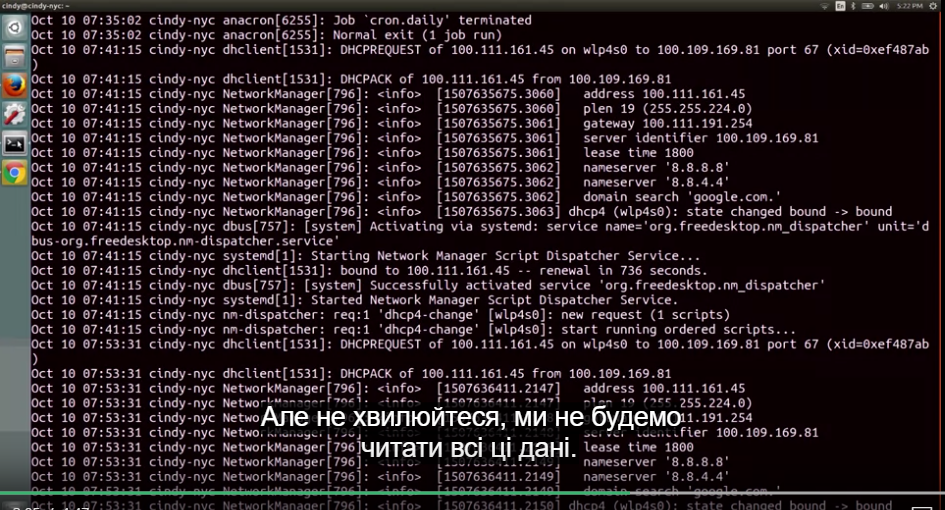 cindy@cindy-nyc: ~
En
5:22 PM
Oct 10 07:35:02 cindy-nyc anacron[6255]: Job `cron.daily' terminated
Oct 10 07:35:02 cindy-nyc anacron[6255]: Normal exit (1 job run)
Oct 10 07:41:15 cindy-nyc dhclient[1531]: DHCPREQUEST of 100.111.161.45 on wlp4s0 to 100.109.169.81 port 67 (xid=0xef487ab
)
Oct 10 07:41:15 cindy-nyc dhclient[1531]: DHCPACK of 100.111.161.45 from 100.109.169.81
Oct 10 07:41:15 cindy-nyc NetworkManager[796]: <info>  [1507635675.3060]   address 100.111.161.45
Oct 10 07:41:15 cindy-nyc NetworkManager[796]: <info>  [1507635675.3060]   plen 19 (255.255.224.0)
Oct 10 07:41:15 cindy-nyc NetworkManager[796]: <info>  [1507635675.3061]   gateway 100.111.191.254
Oct 10 07:41:15 cindy-nyc NetworkManager[796]: <info>  [1507635675.3061]   server identifier 100.109.169.81
Oct 10 07:41:15 cindy-nyc NetworkManager[796]: <info>  [1507635675.3061]   lease time 1800
Oct 10 07:41:15 cindy-nyc NetworkManager[796]: <info>  [1507635675.3062]   nameserver '8.8.8.8'
Oct 10 07:41:15 cindy-nyc NetworkManager[796]: <info>  [1507635675.3062]   nameserver '8.8.4.4'
Oct 10 07:41:15 cindy-nyc NetworkManager[796]: <info>  [1507635675.3062]   domain search 'google.com.'
Oct 10 07:41:15 cindy-nyc NetworkManager[796]: <info>  [1507635675.3063] dhcp4 (wlp4s0): state changed bound -> bound
Oct 10 07:41:15 cindy-nyc dbus[757]: [system] Activating via systemd: service name='org.freedesktop.nm_dispatcher' unit='d
bus-org.freedesktop.nm-dispatcher.service'
Oct 10 07:41:15 cindy-nyc systemd[1]: Starting Network Manager Script Dispatcher Service...
Oct 10 07:41:15 cindy-nyc dhclient[1531]: bound to 100.111.161.45 -- renewal in 736 seconds.
Oct 10 07:41:15 cindy-nyc dbus[757]: [system] Successfully activated service 'org.freedesktop.nm_dispatcher'
Oct 10 07:41:15 cindy-nyc systemd[1]: Started Network Manager Script Dispatcher Service.
Oct 10 07:41:15 cindy-nyc nm-dispatcher: req:1 'dhcp4-change' [wlp4s0]: new request (1 scripts)
Oct 10 07:41:15 cindy-nyc nm-dispatcher: req:1 'dhcp4-change' [wlp4s0]: start running ordered scripts...
Oct 10 07:53:31 cindy-nyc dhclient[1531]: DHCPREQUEST of 100.111.161.45 on wlp4s0 to 100.109.169.81 port 67 (xid=0xef487ab
)
Oct 10 07:53:31 cindy-nyc dhclient[1531]: DHCPACK of 100.111.161.45 from 100.109.169.81
Oct 10 07:53:31 cindy-nyc NetworkManager[796]: <info>  [1507636411.2147]   address 100.111.161.45
Oct 10 07:53:31 cindy-nyc NetworkManager[796]: <info>  [1507636411.2147]   plen 19 (255.255.224.0)
Oct 10 07:53:31 cindy-nyc
Oct 10 07:53:31 cindy-nyc server identifier 100.109.169.81
Oct 10 07:53:31 cindy-nyc lease time 1800
Oct 10 07:53:31 cindy-nyc nameserver '8.8.8.8'
Oct 10 07:53:31 cindy-nyc NetworkManager[796]: <info> nameserver '8.8.4.4'
Oct 10 07:53:31 cindy-nyc NetworkManager[796]: <info> domain search 'google.com.'
Oct 10 07:53:31 cindy-nyc NetworkManager[796]: <info>  [1507636411.2150] dhcp4 (wlp4s0): state changed bound -> bound
Але не хвилюйтеся, ми не будемо
читати всі ці дані.